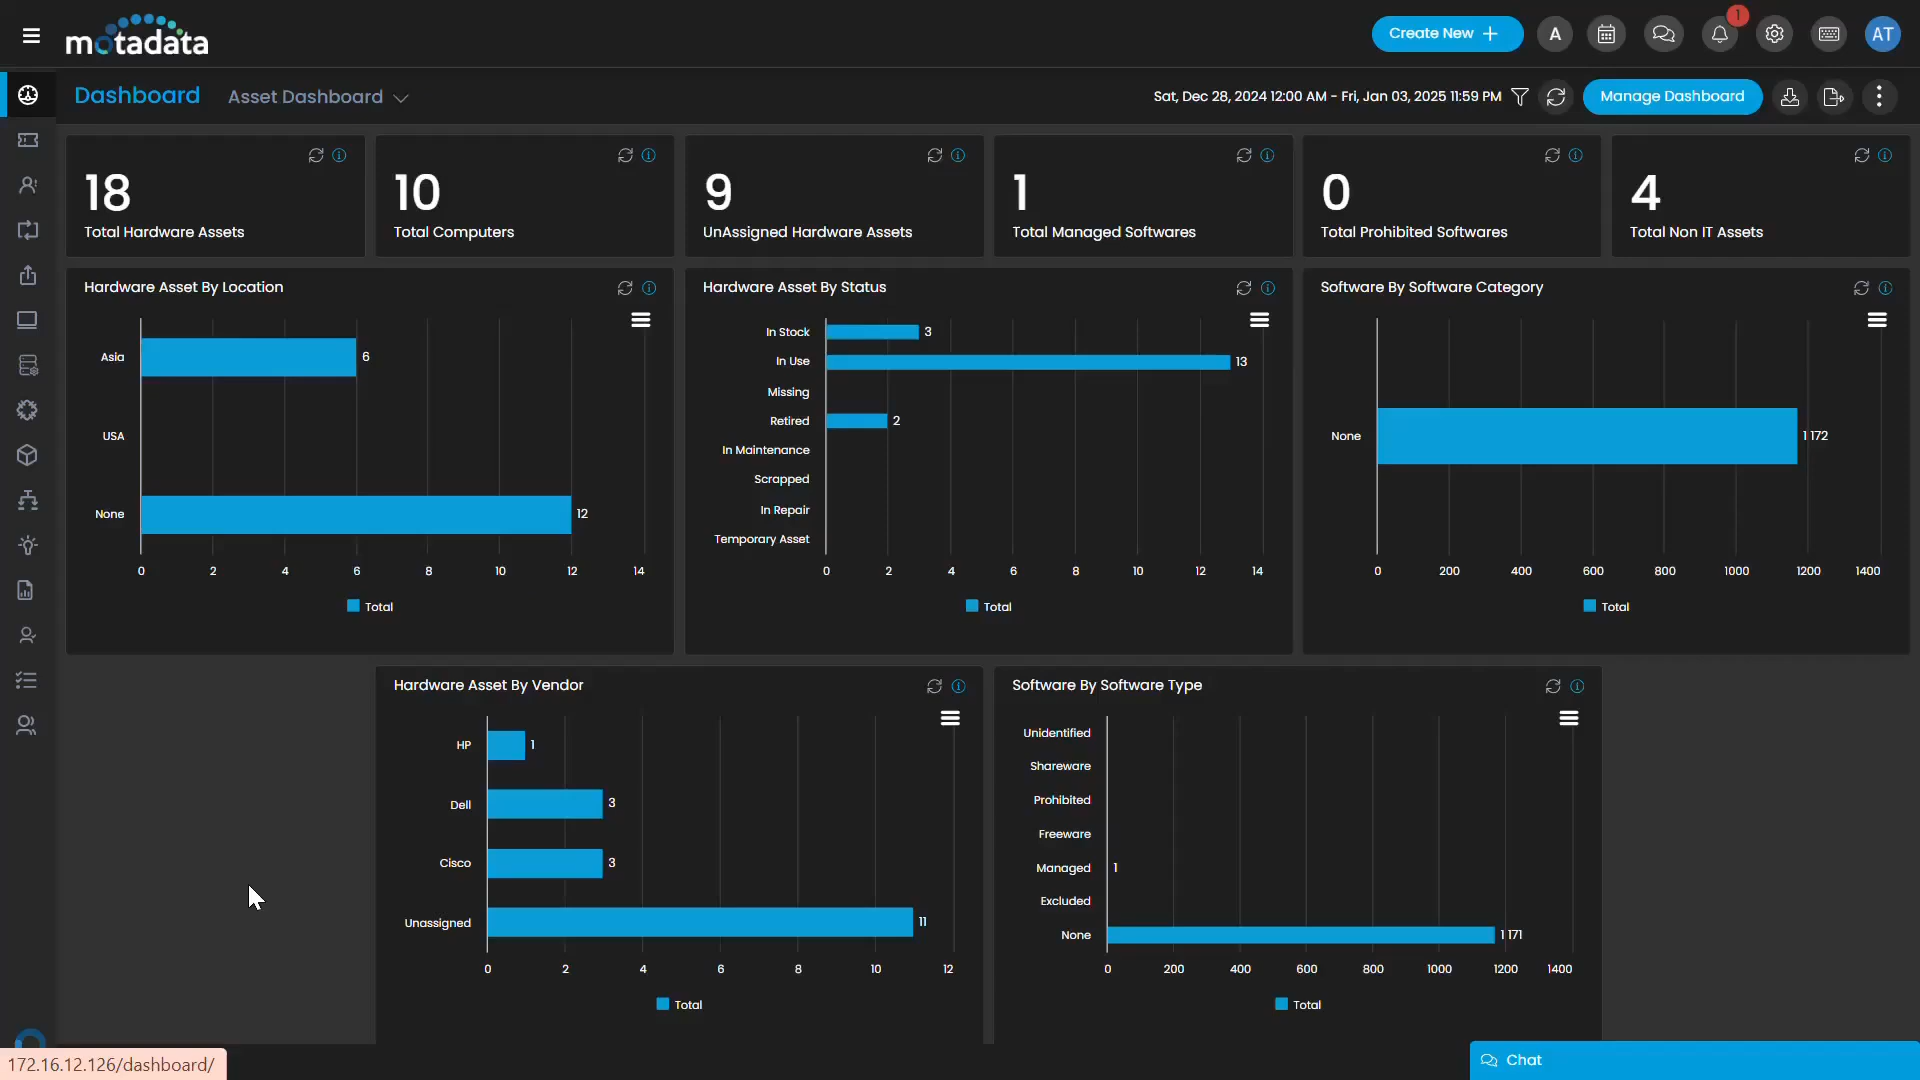 motadata
Create New +
A
1
AT
Dashboard
Asset Dashboard
Sat, Dec 28, 2024 12:00 AM - Fri, Jan 03, 2025 11:59 PM
Manage Dashboard
18
Total Hardware Assets
10
Total Computers
9
UnAssigned Hardware Assets
1
Total Managed Softwares
0
Total Prohibited Softwares
4
Total Non IT Assets
Hardware Asset By Location
Asia
6
USA
None
12
0 2 4 6 8 10 12 14
Total
Hardware Asset By Status
In Stock
3
In Use
13
Missing
Retired
2
In Maintenance
Scrapped
In Repair
Temporary Asset
0 2 4 6 8 10 12 14
Total
Software By Software Category
None
1 172
0 200 400 600 800 1000 1200 1400
Total
Hardware Asset By Vendor
HP
1
Dell
3
Cisco
3
Unassigned
11
0 2 4 6 8 10 12
Total
Software By Software Type
Unidentified
Shareware
Prohibited
Freeware
Managed
1
Excluded
None
1 171
0 200 400 600 800 1000 1200 1400
Total
172.16.12.126/dashboard/
Chat